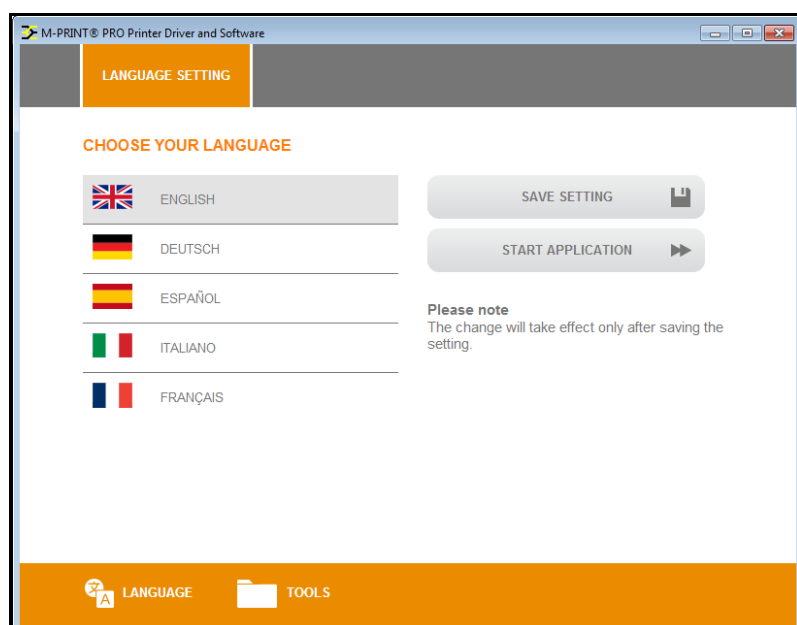 M-PRINT® PRO Printer Driver and Software
LANGUAGE SETTING
CHOOSE YOUR LANGUAGE
ENGLISH
DEUTSCH
ESPAÑOL
ITALIANO
FRANÇAIS
SAVE SETTING
START APPLICATION
Please note
The change will take effect only after saving the
setting.
LANGUAGE
TOOLS